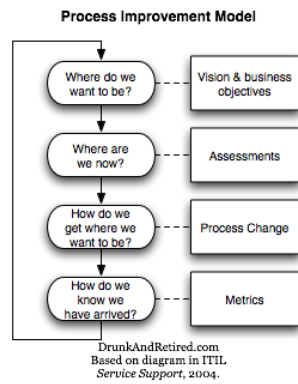 Process Improvement Model
Where do we
want to be?
Vision & business
objectives
Where are
we now?
Assessments
How do we
get where we
want to be?
Process Change
How do we
know we
have arrived?
Metrics
DrunkAndRetired.com
Based on diagram in ITIL
Service Support, 2004.